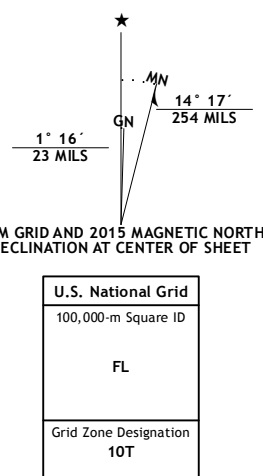 ★
MN
GN
1° 16´
23 MILS
14° 17´
254 MILS
M GRID AND 2015 MAGNETIC NORTH
ECLINATION AT CENTER OF SHEET
U.S. National Grid
100,000-m Square ID
FL
Grid Zone Designation
10T